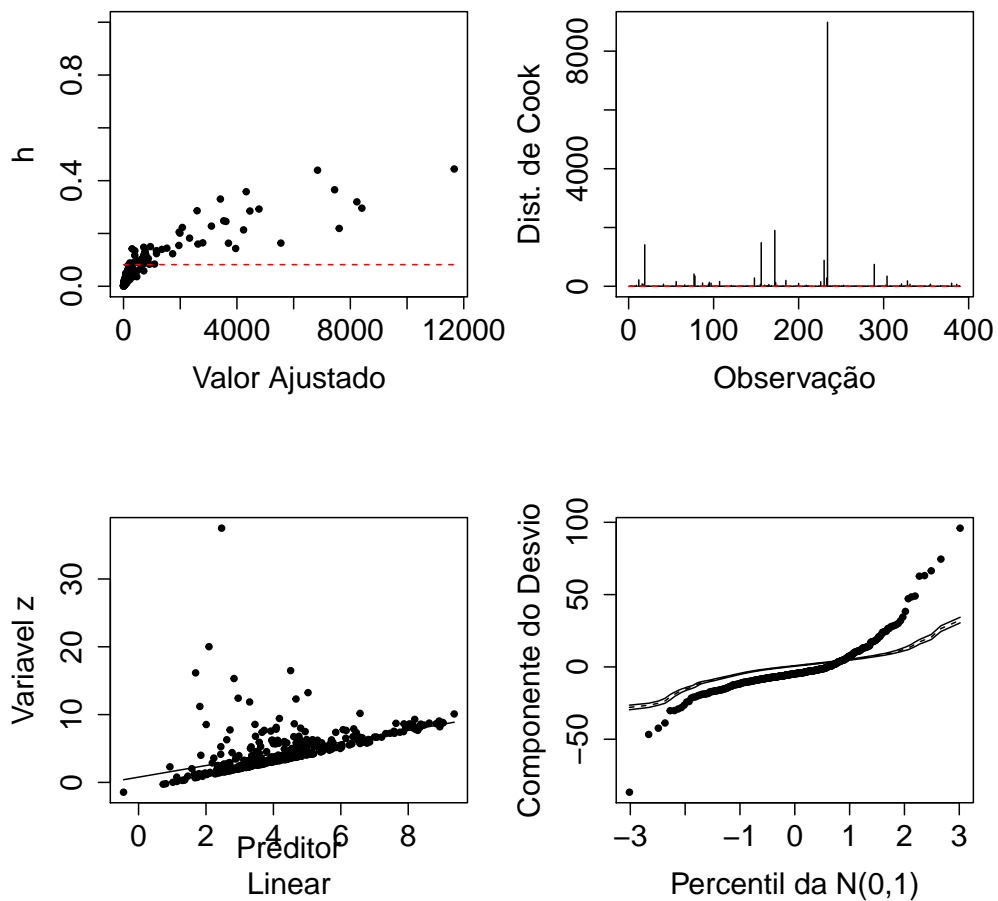 h
0.0 0.4 0.8
0 4000 8000 12000
Valor Ajustado
Dist. de Cook
0 4000 8000
0 100 200 300 400
Observação
Variavel z
0 10 20 30
0 2 4 6 8
Preditor
Linear
Componente do Desvio
−50 0 50 100
−3 −1 0 1 2 3
Percentil da N(0,1)